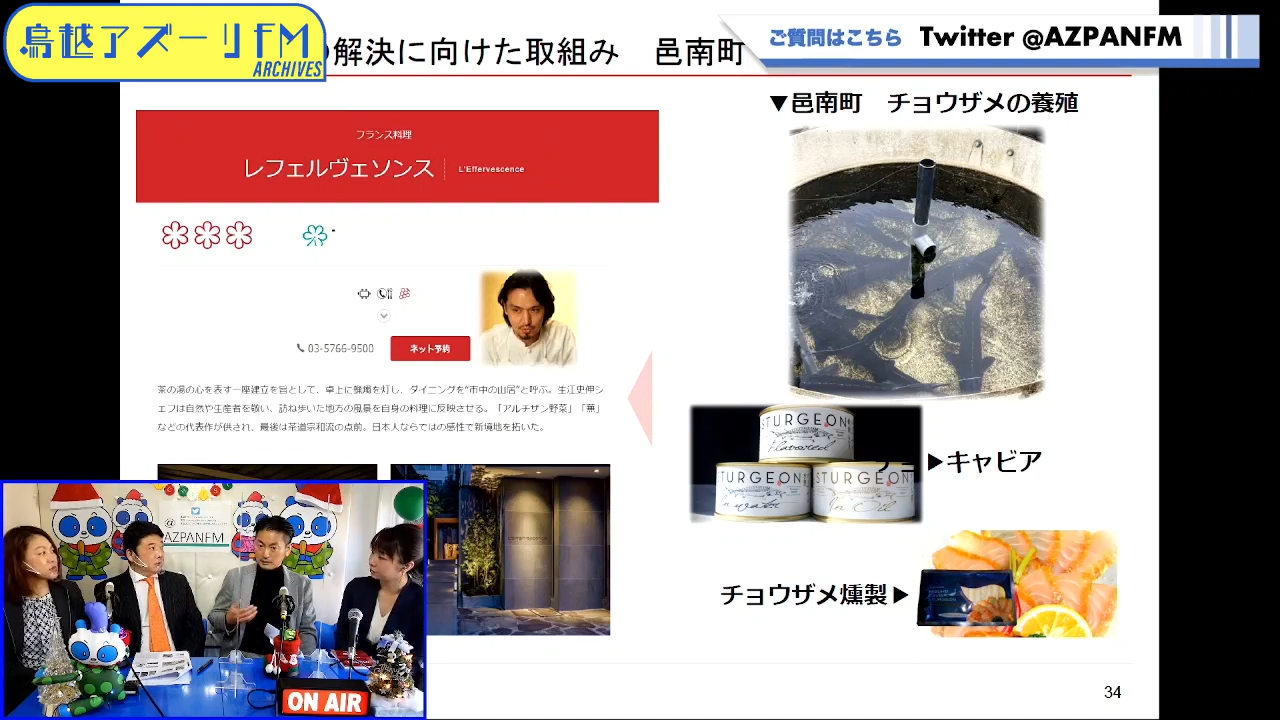 鳥越アズーリFM
ARCHIVES
の解決に向けた取組み 邑南町
ご質問はこちら Twitter @AZPANFM
フランス料理
レフェルヴェソンス L'Effervescence
03-5766-9500 ネット予約
茶の湯の心を表す一座建立を旨として、卓上に蝋燭を灯し、ダイニングを“市中の山居”と呼ぶ。生江史伸シ
ェフは自然や生産者を敬い、訪ね歩いた地方の風景を自身の料理に反映させる。「アルチザン野菜」「蕪」
などの代表作が供され、最後は茶道宗和流の点前。日本人ならではの感性で新境地を拓いた。
▼邑南町 チョウザメの養殖
STURGEON
Flavoured
STURGEON
In water
STURGEON
In Oil
▶キャビア
チョウザメ燻製▶
@
AZPANFM
ON AIR
34